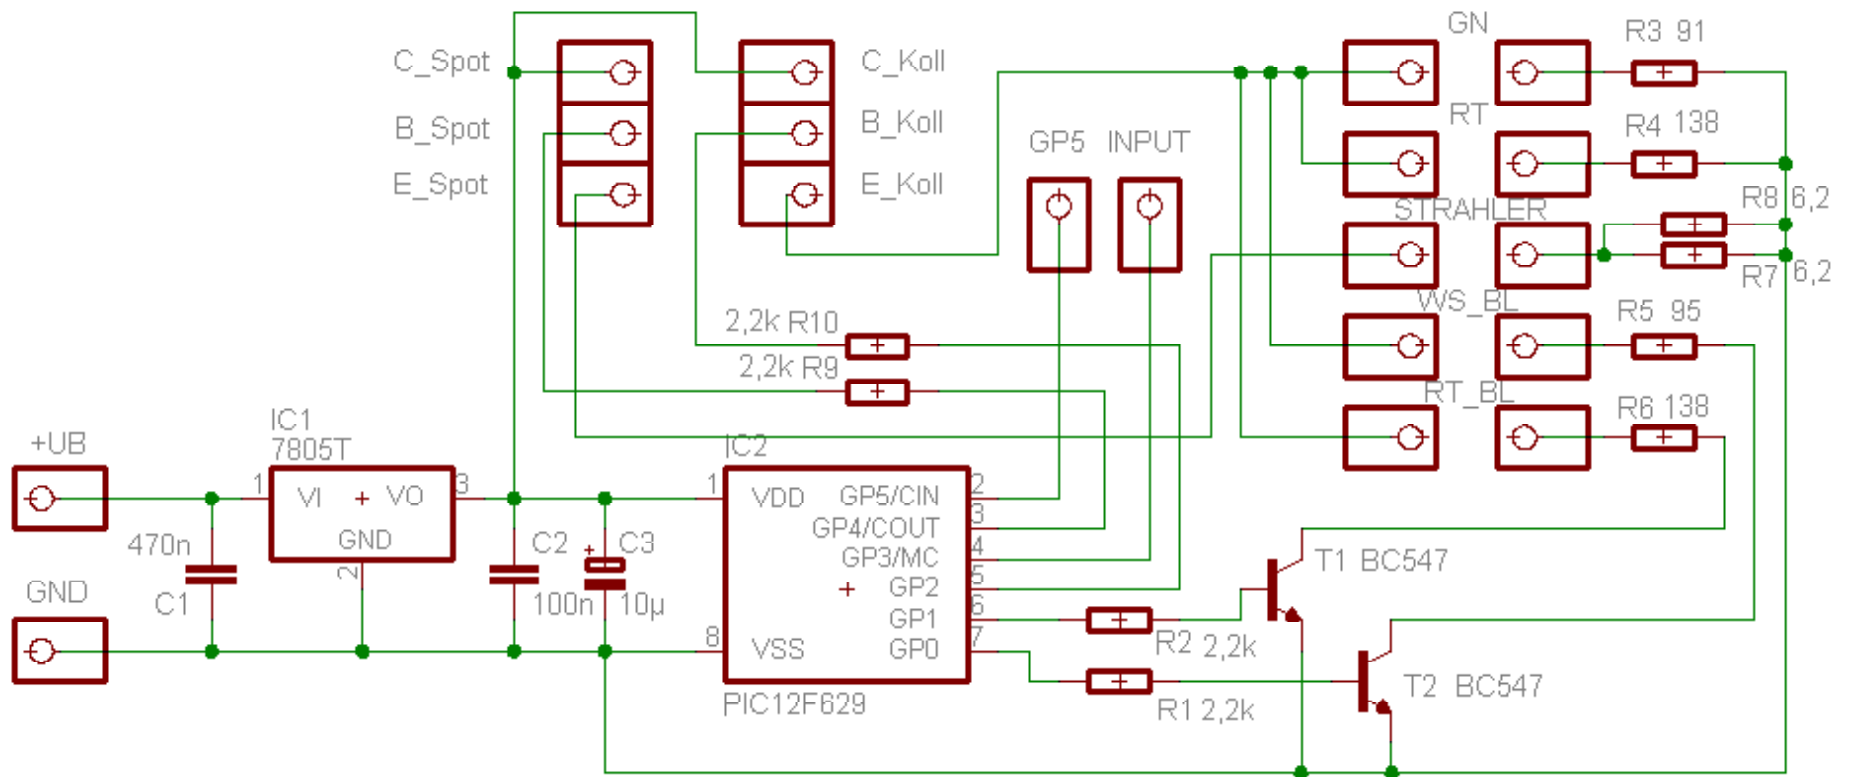 GN
R3 91
C_Spot
C_Koll
RT
R4 138
B_Spot
B_Koll
GP5
INPUT
E_Spot
E_Koll
R8 6,2
STRAHLER
R7 6,2
WS_BL
R5 95
2,2k R10
2,2k R9
RT_BL
R6 138
+UB
IC1
7805T
IC2
1
VI
VO
3
1
VDD
GP5/CIN
2
GP4/COUT
3
GND
2
470n
C2
C3
+
GP3/MC
4
T1 BC547
GP2
5
GND
C1
100n
10µ
GP1
6
R2 2,2k
8
VSS
GP0
7
T2 BC547
PIC12F629
R1 2,2k